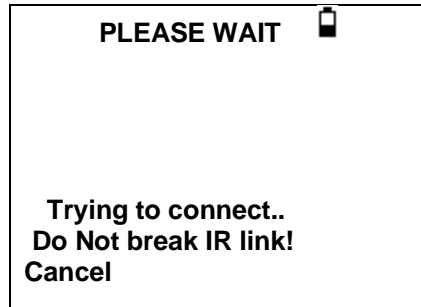 PLEASE WAIT
Trying to connect..
Do Not break IR link!
Cancel